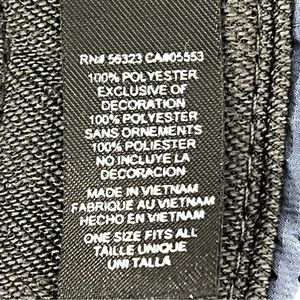 RN# 56323 CA#05553
100% POLYESTER
EXCLUSIVE OF
DECORATION
100% POLYESTER
SANS ORNEMENTS
100% POLIESTER
NO INCLUYE LA
DECORACION
MADE IN VIETNAM
FABRIQUE AU VIETNAM
HECHO EN VIETNAM
ONE SIZE FITS ALL
TAILLE UNIQUE
UNI TALLA